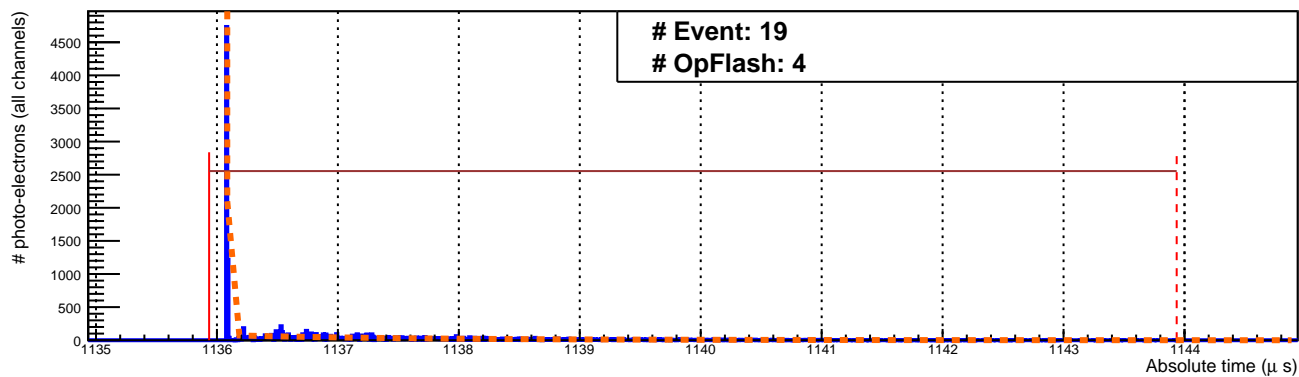 # Event: 19
# OpFlash: 4
# photo-electrons (all channels)
4500
4000
3500
3000
2500
2000
1500
1000
500
0
1135 1136 1137 1138 1139 1140 1141 1142 1143 1144
Absolute time (μ s)